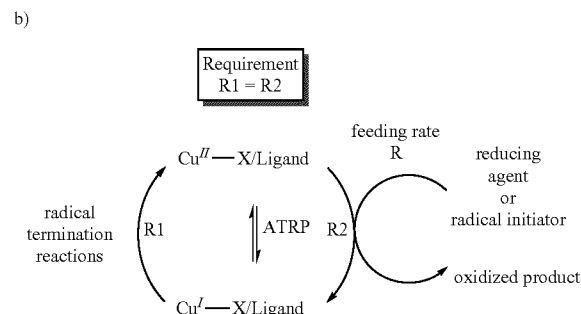 b)
Requirement
R1 = R2
feeding rate
R
Cu^II — X/Ligand
reducing
agent
or
radical initiator
radical
termination
reactions
R1
ATRP
R2
oxidized product
Cu^I — X/Ligand